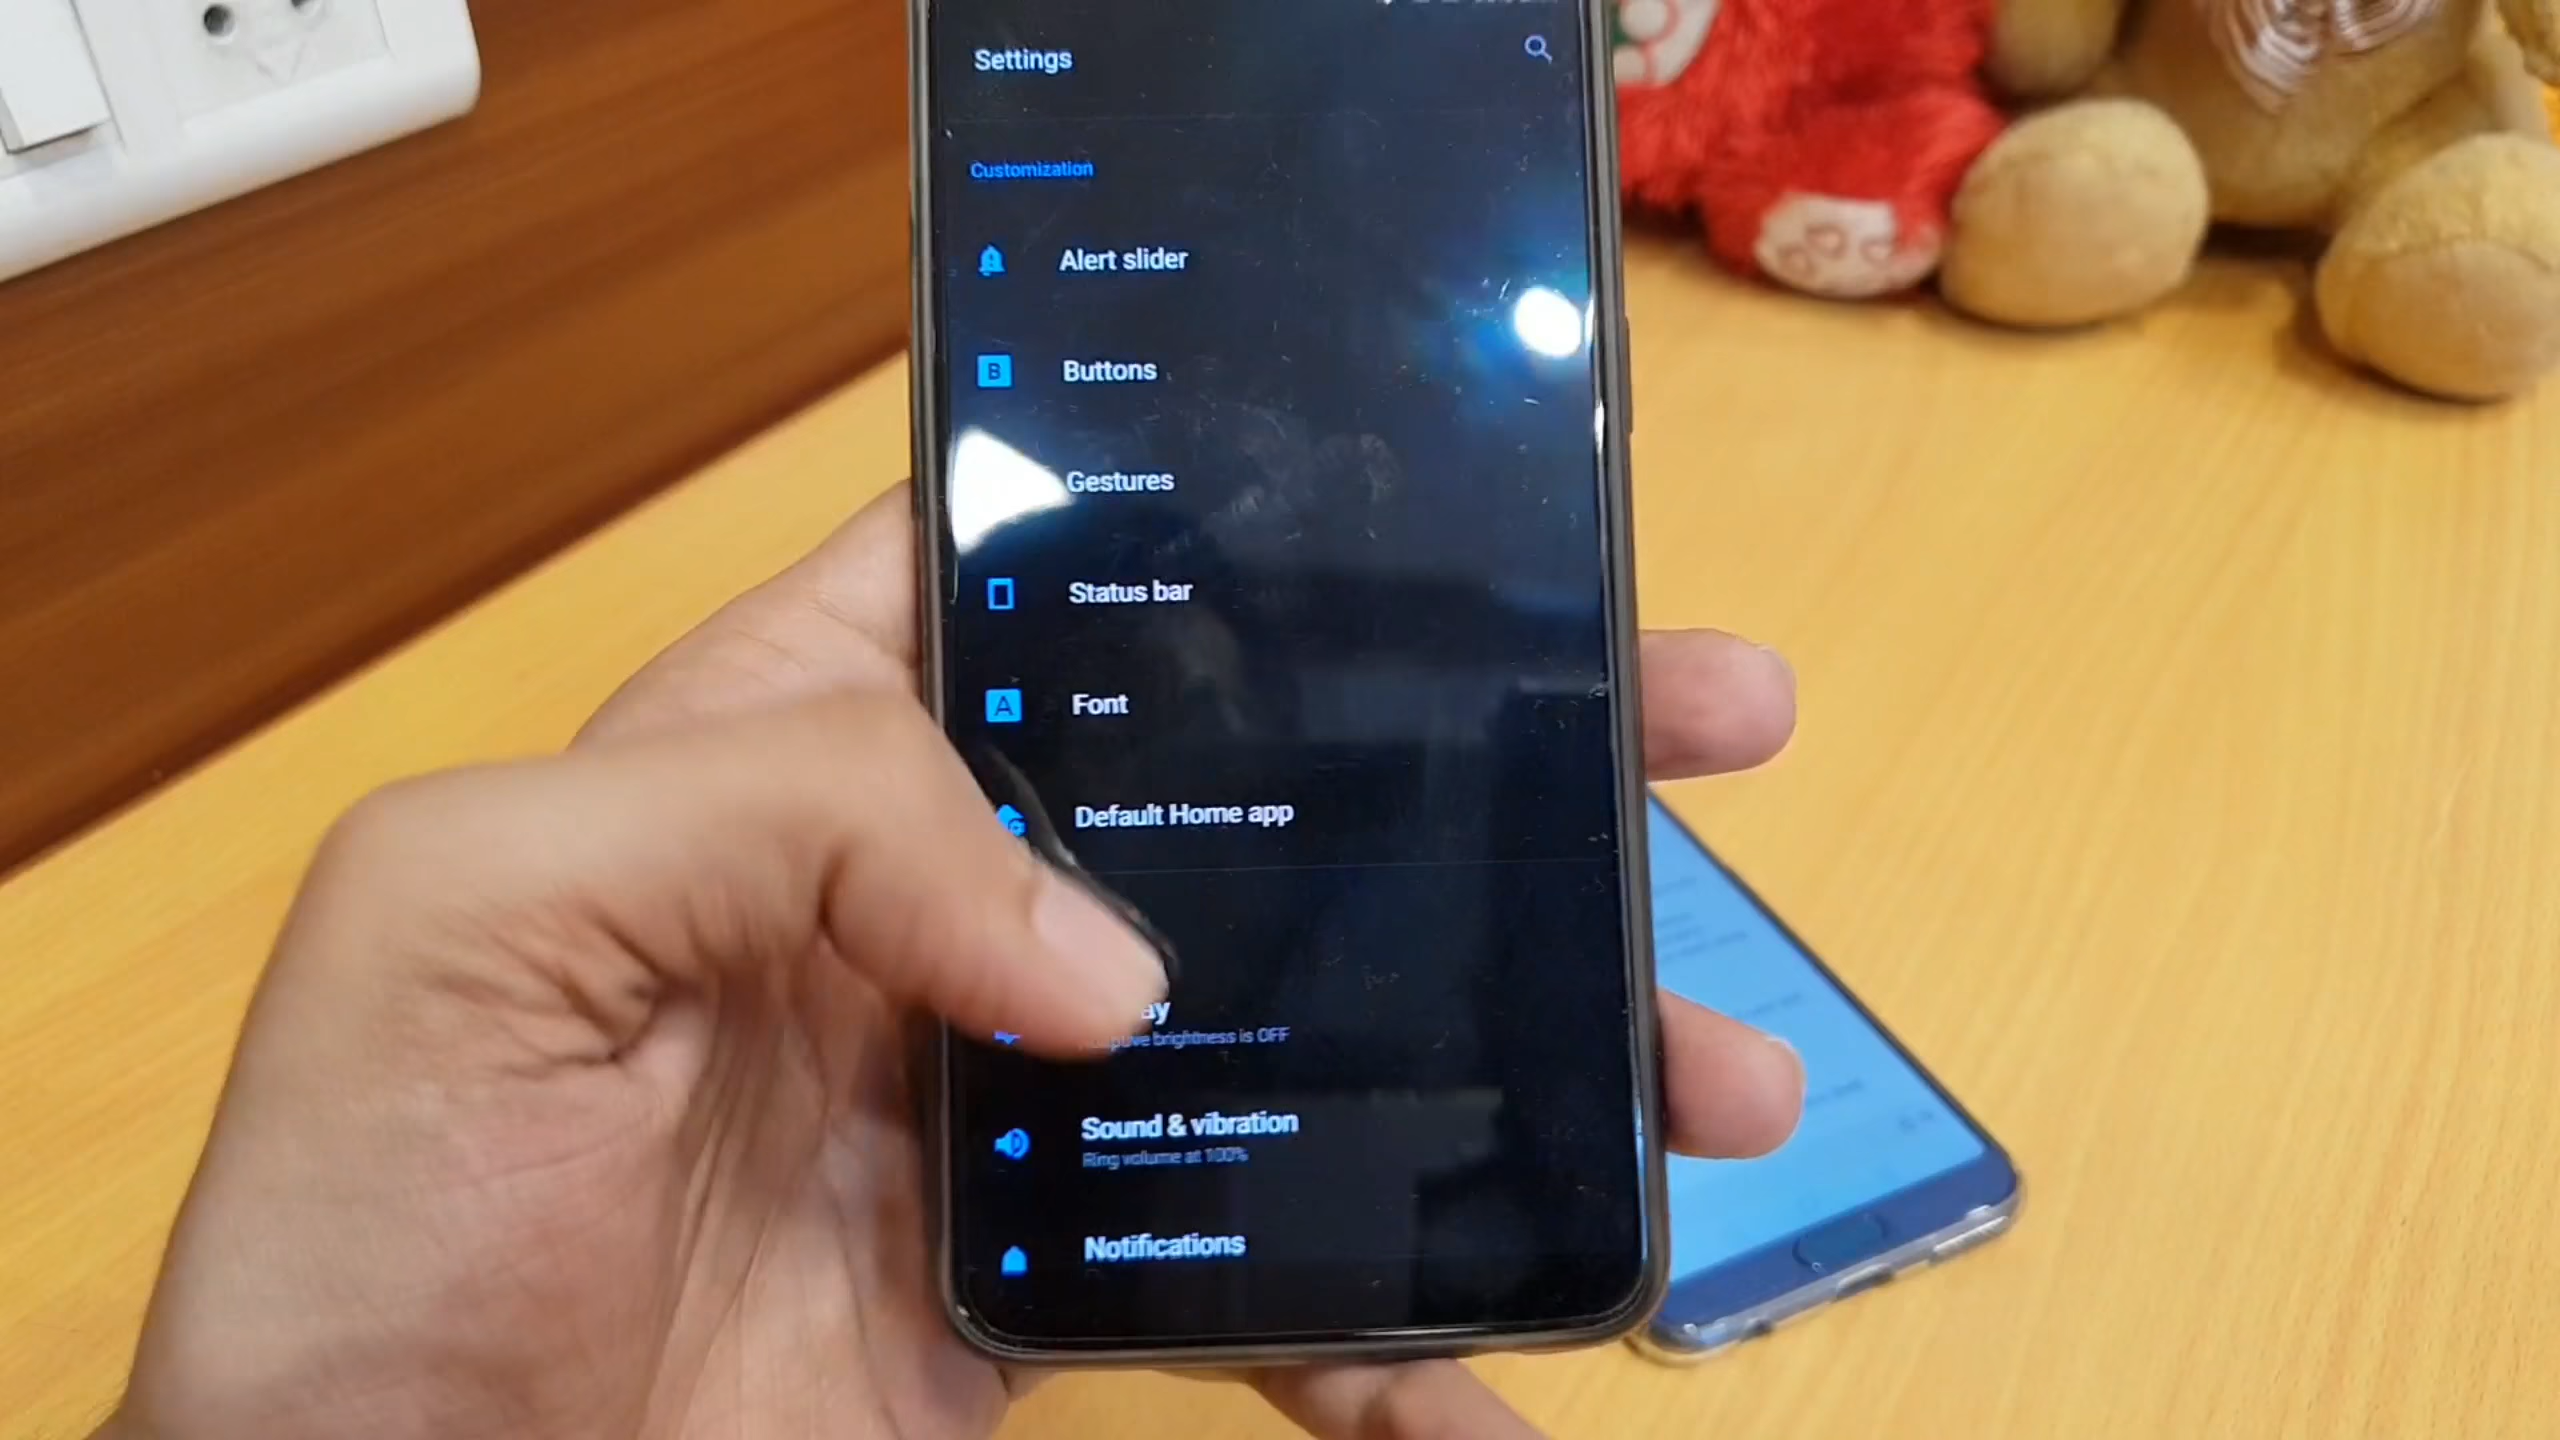 Settings
Customization
Alert slider
B
Buttons
Gestures
Status bar
A
Font
G
Default Home app
brightness is OFF
Sound & vibration
Ring volume at 100%
Notifications